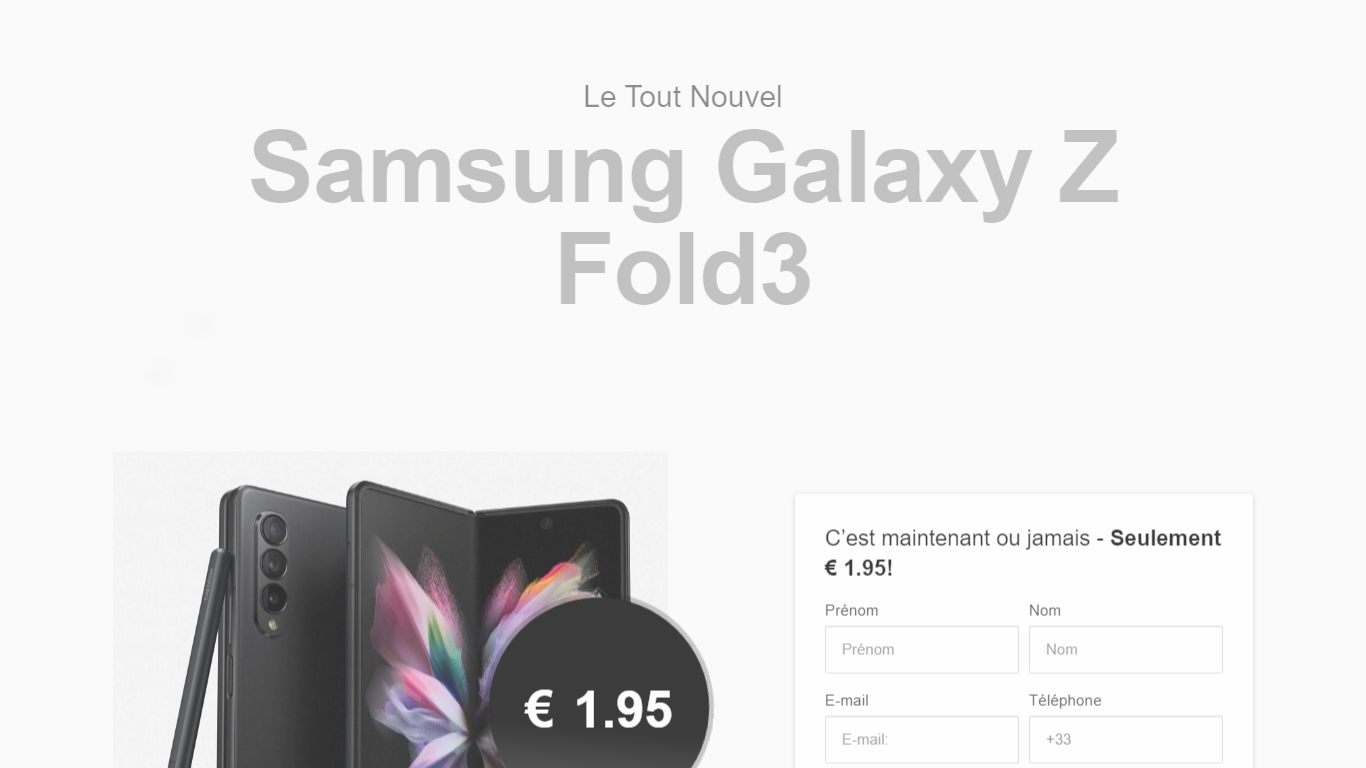 Le Tout Nouvel
Samsung Galaxy Z
Fold3
C’est maintenant ou jamais - Seulement
€ 1.95!
Prénom
Nom
Prénom
Nom
E-mail
Téléphone
E-mail:
+33
€ 1.95